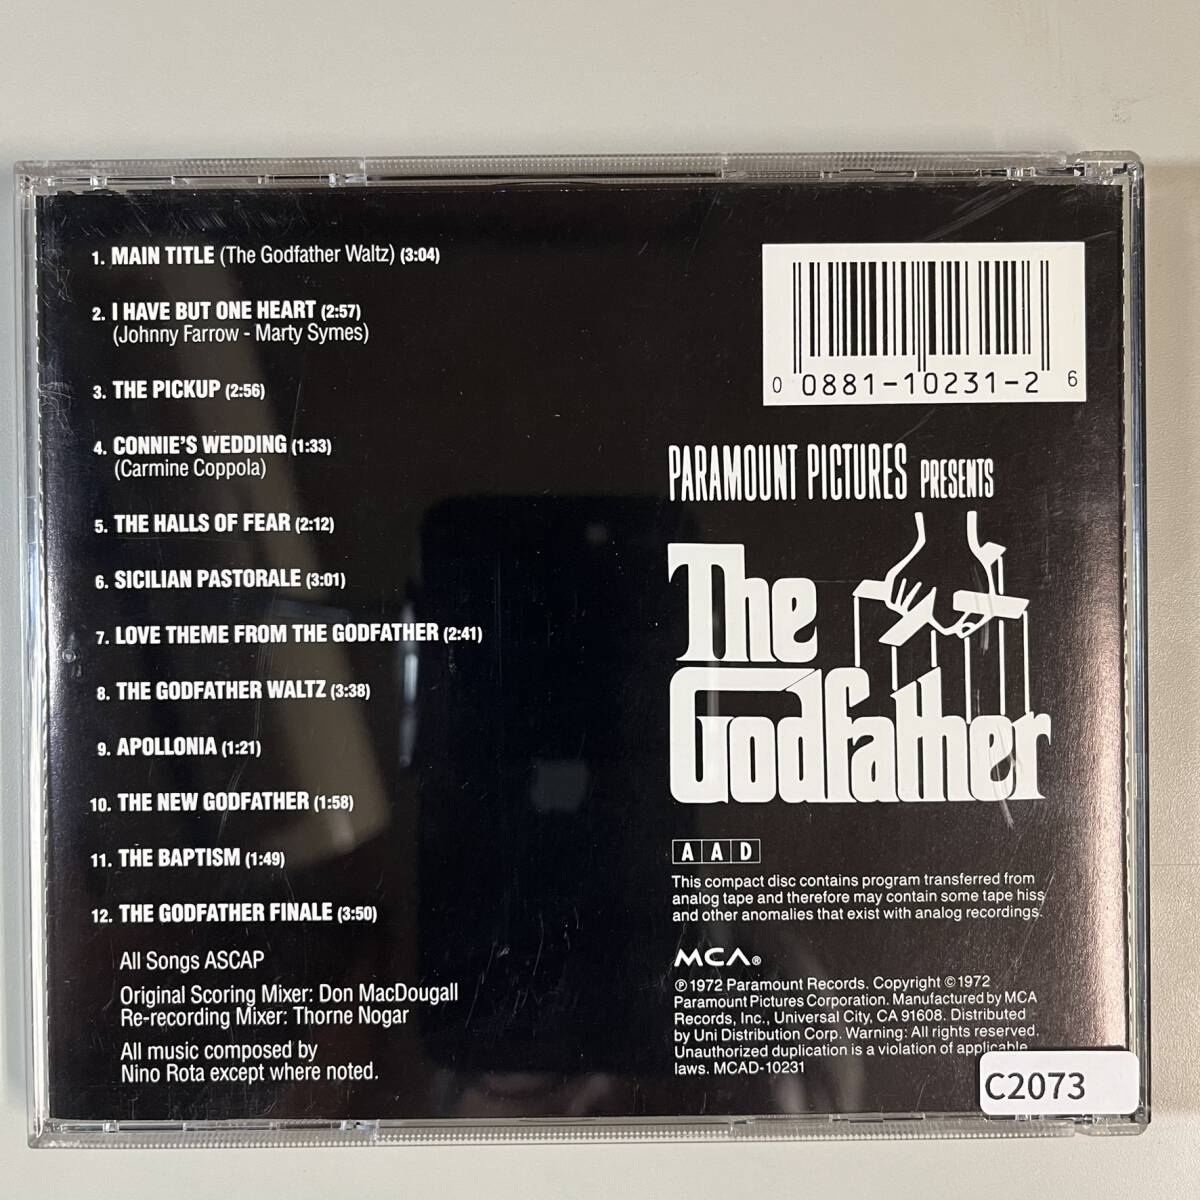 1. MAIN TITLE (The Godfather Waltz) (3:04)
2. I HAVE BUT ONE HEART (2:57)
(Johnny Farrow - Marty Symes)
3. THE PICKUP (2:56)
4. CONNIE'S WEDDING (1:33)
(Carmine Coppola)
5. THE HALLS OF FEAR (2:12)
6. SICILIAN PASTORALE (3:01)
7. LOVE THEME FROM THE GODFATHER (2:41)
8. THE GODFATHER WALTZ (3:38)
9. APOLLONIA (1:21)
10. THE NEW GODFATHER (1:58)
11. THE BAPTISM (1:49)
12. THE GODFATHER FINALE (3:50)
All Songs ASCAP
Original Scoring Mixer: Don MacDougall
Re-recording Mixer: Thorne Nogar
All music composed by
Nino Rota except where noted.
0 0881-10231-2 6
PARAMOUNT PICTURES PRESENTS
The
Godfather
A A D
This compact disc contains program transferred from
analog tape and therefore may contain some tape hiss
and other anomalies that exist with analog recordings.
MCA®
℗ 1972 Paramount Records. Copyright © 1972
Paramount Pictures Corporation. Manufactured by MCA
Records, Inc., Universal City, CA 91608. Distributed
by Uni Distribution Corp. Warning: All rights reserved.
Unauthorized duplication is a violation of applicable
laws. MCAD-10231
C2073